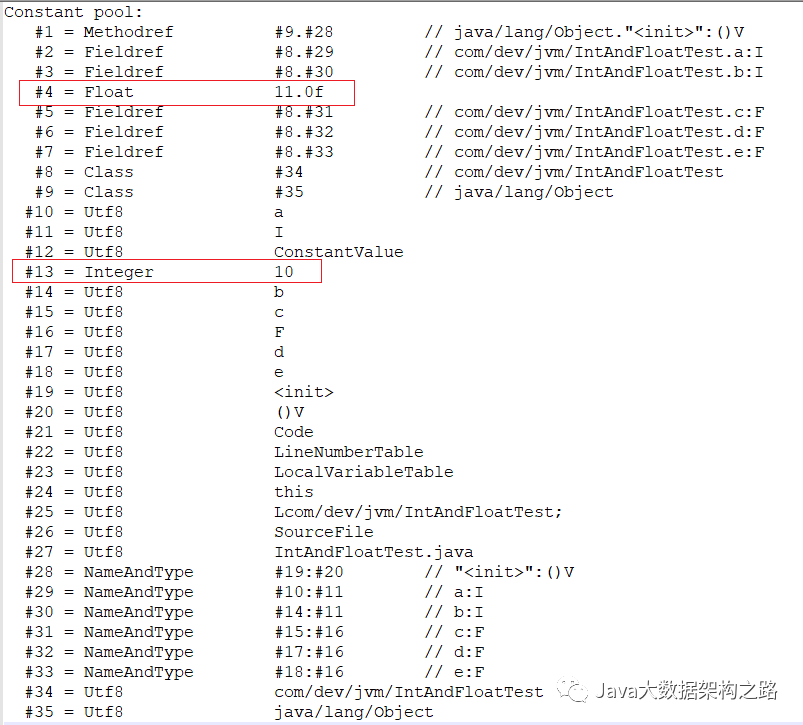 Constant pool:
#1 = Methodref #9.#28 // java/lang/Object."<init>":()V
#2 = Fieldref #8.#29 // com/dev/jvm/IntAndFloatTest.a:I
#3 = Fieldref #8.#30 // com/dev/jvm/IntAndFloatTest.b:I
#4 = Float 11.0f
#5 = Fieldref #8.#31 // com/dev/jvm/IntAndFloatTest.c:F
#6 = Fieldref #8.#32 // com/dev/jvm/IntAndFloatTest.d:F
#7 = Fieldref #8.#33 // com/dev/jvm/IntAndFloatTest.e:F
#8 = Class #34 // com/dev/jvm/IntAndFloatTest
#9 = Class #35 // java/lang/Object
#10 = Utf8 a
#11 = Utf8 I
#12 = Utf8 ConstantValue
#13 = Integer 10
#14 = Utf8 b
#15 = Utf8 c
#16 = Utf8 F
#17 = Utf8 d
#18 = Utf8 e
#19 = Utf8 <init>
#20 = Utf8 ()V
#21 = Utf8 Code
#22 = Utf8 LineNumberTable
#23 = Utf8 LocalVariableTable
#24 = Utf8 this
#25 = Utf8 Lcom/dev/jvm/IntAndFloatTest;
#26 = Utf8 SourceFile
#27 = Utf8 IntAndFloatTest.java
#28 = NameAndType #19:#20 // "<init>":()V
#29 = NameAndType #10:#11 // a:I
#30 = NameAndType #14:#11 // b:I
#31 = NameAndType #15:#16 // c:F
#32 = NameAndType #17:#16 // d:F
#33 = NameAndType #18:#16 // e:F
#34 = Utf8 com/dev/jvm/IntAndFloatTest Java大数据架构之路
#35 = Utf8 java/lang/Object